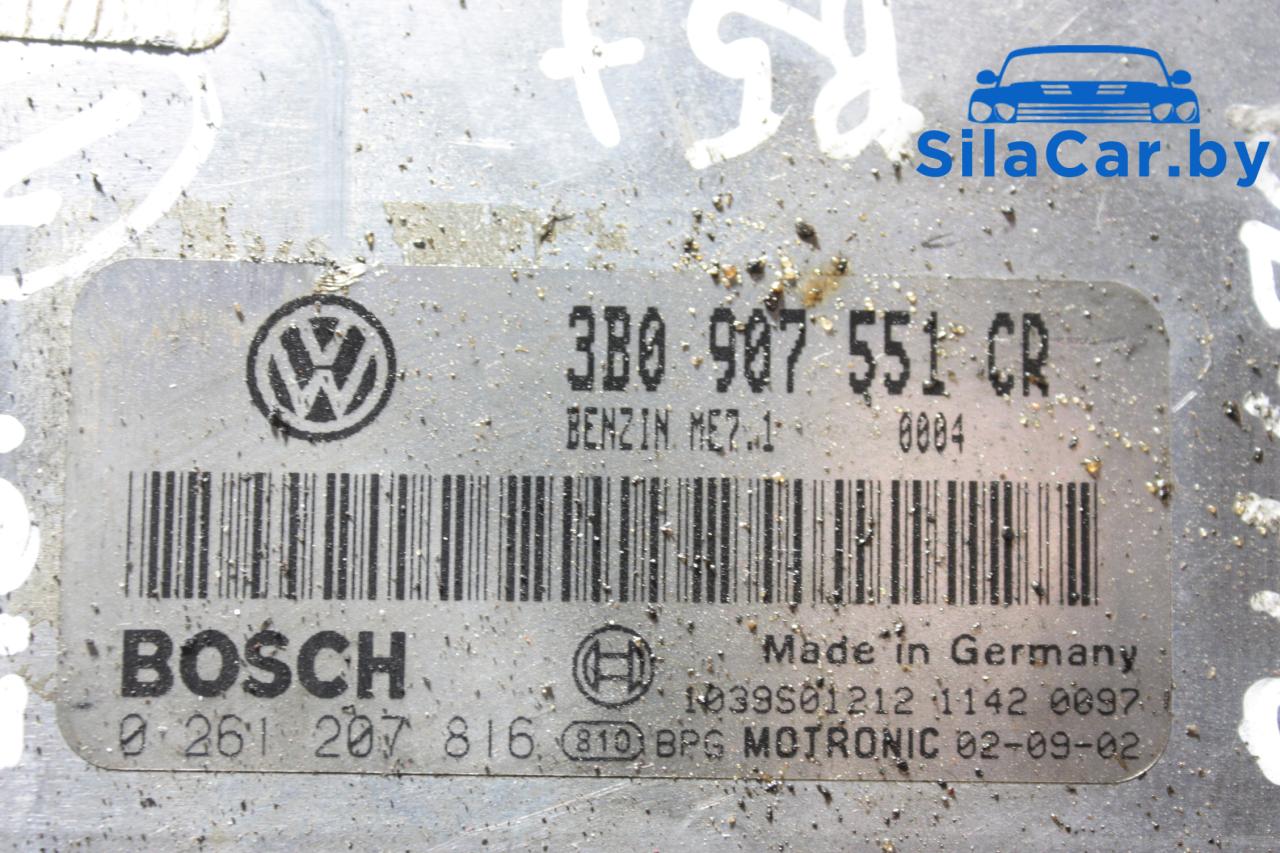 SilaCar.by
3B0 907 551 CR
BENZIN ME7.1 0004
BOSCH
Made in Germany
1039S01212 1142 0097
0 261 207 816 810 BPG MOTRONIC 02-09-02